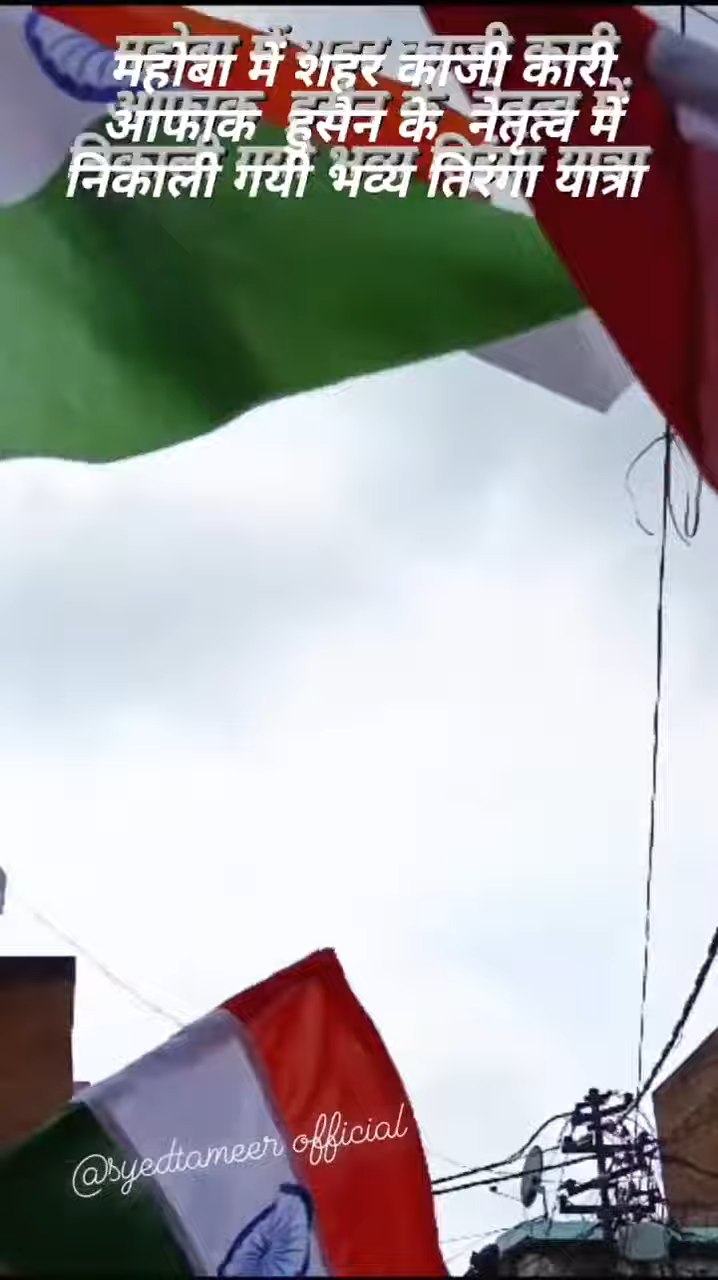 महोबा में शहर काजी कारी
आफाक हुसैन के नेतृत्व में
निकाली गयी भव्य तिरंगा यात्रा
@syedtameer official